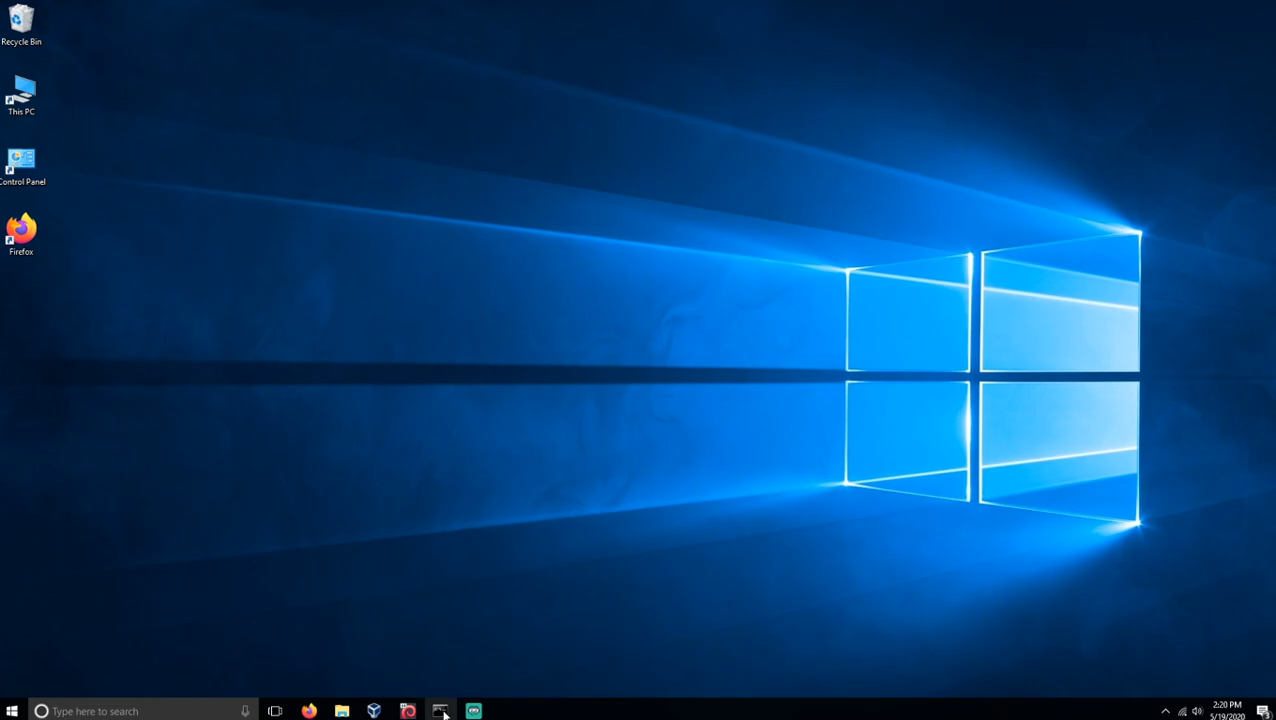 Recycle Bin
This PC
Control Panel
Firefox
Type here to search
2:20 PM
5/19/2020